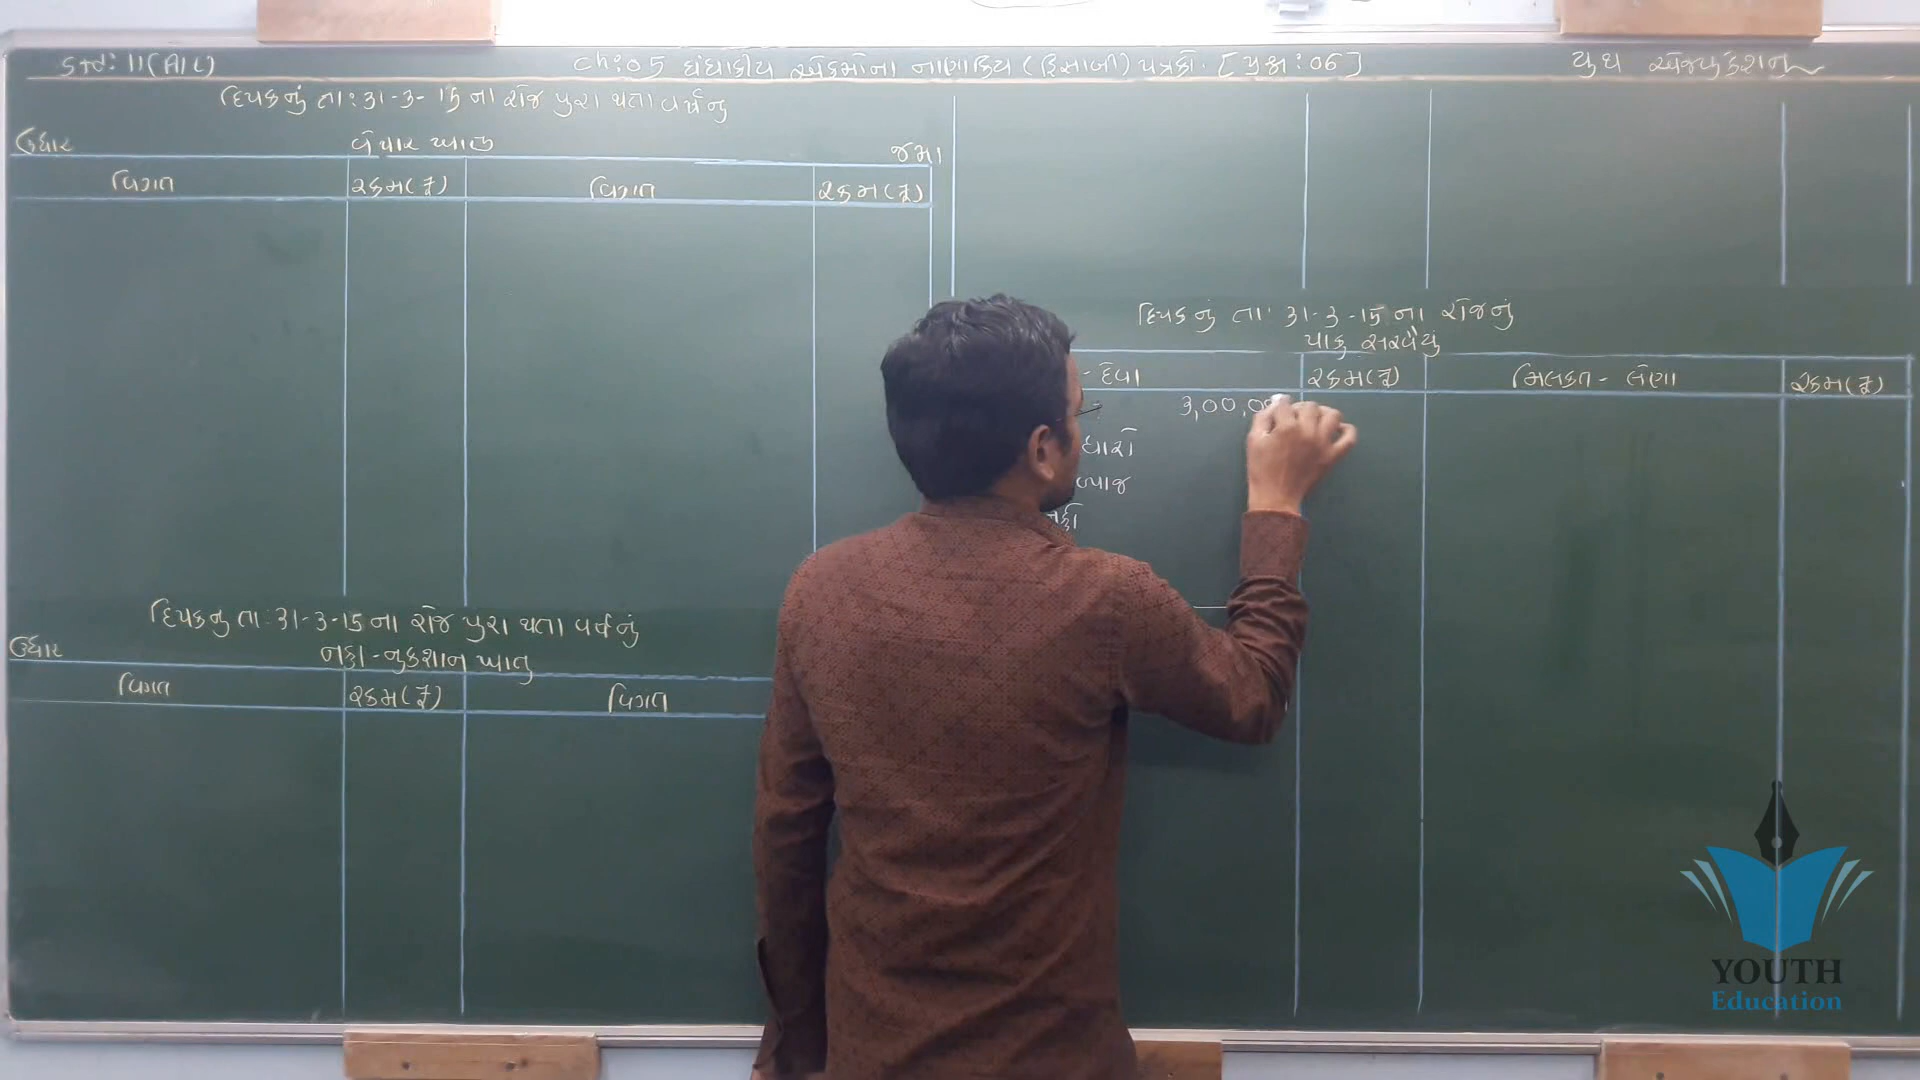 Std: 11 (A/C)
ch: 05 ધંધાકીય એકમોના નાણાકિય (હિસાબી) પત્રકો. [પ્રશ્ન : 06]
યુથ એજ્યુકેશન
દિપકનું તા: 31-3-15 ના રોજ પુરા થતા વર્ષનું
ઉધાર વેપાર ખાતુ જમા
વિગત રકમ(₹) વિગત રકમ(₹)
દિપકનું તા: 31-3-15 ના રોજનું
પાકુ સરવૈયું
- દેવા રકમ(₹) મિલકત - લેણા રકમ(₹)
3,00,00
ધારો
વ્યાજ
દિપકનુ તા: 31-3-15 ના રોજ પુરા થતા વર્ષનું
ઉધાર નફા - નુકશાન ખાતુ
વિગત રકમ(₹) વિગત
YOUTH
Education